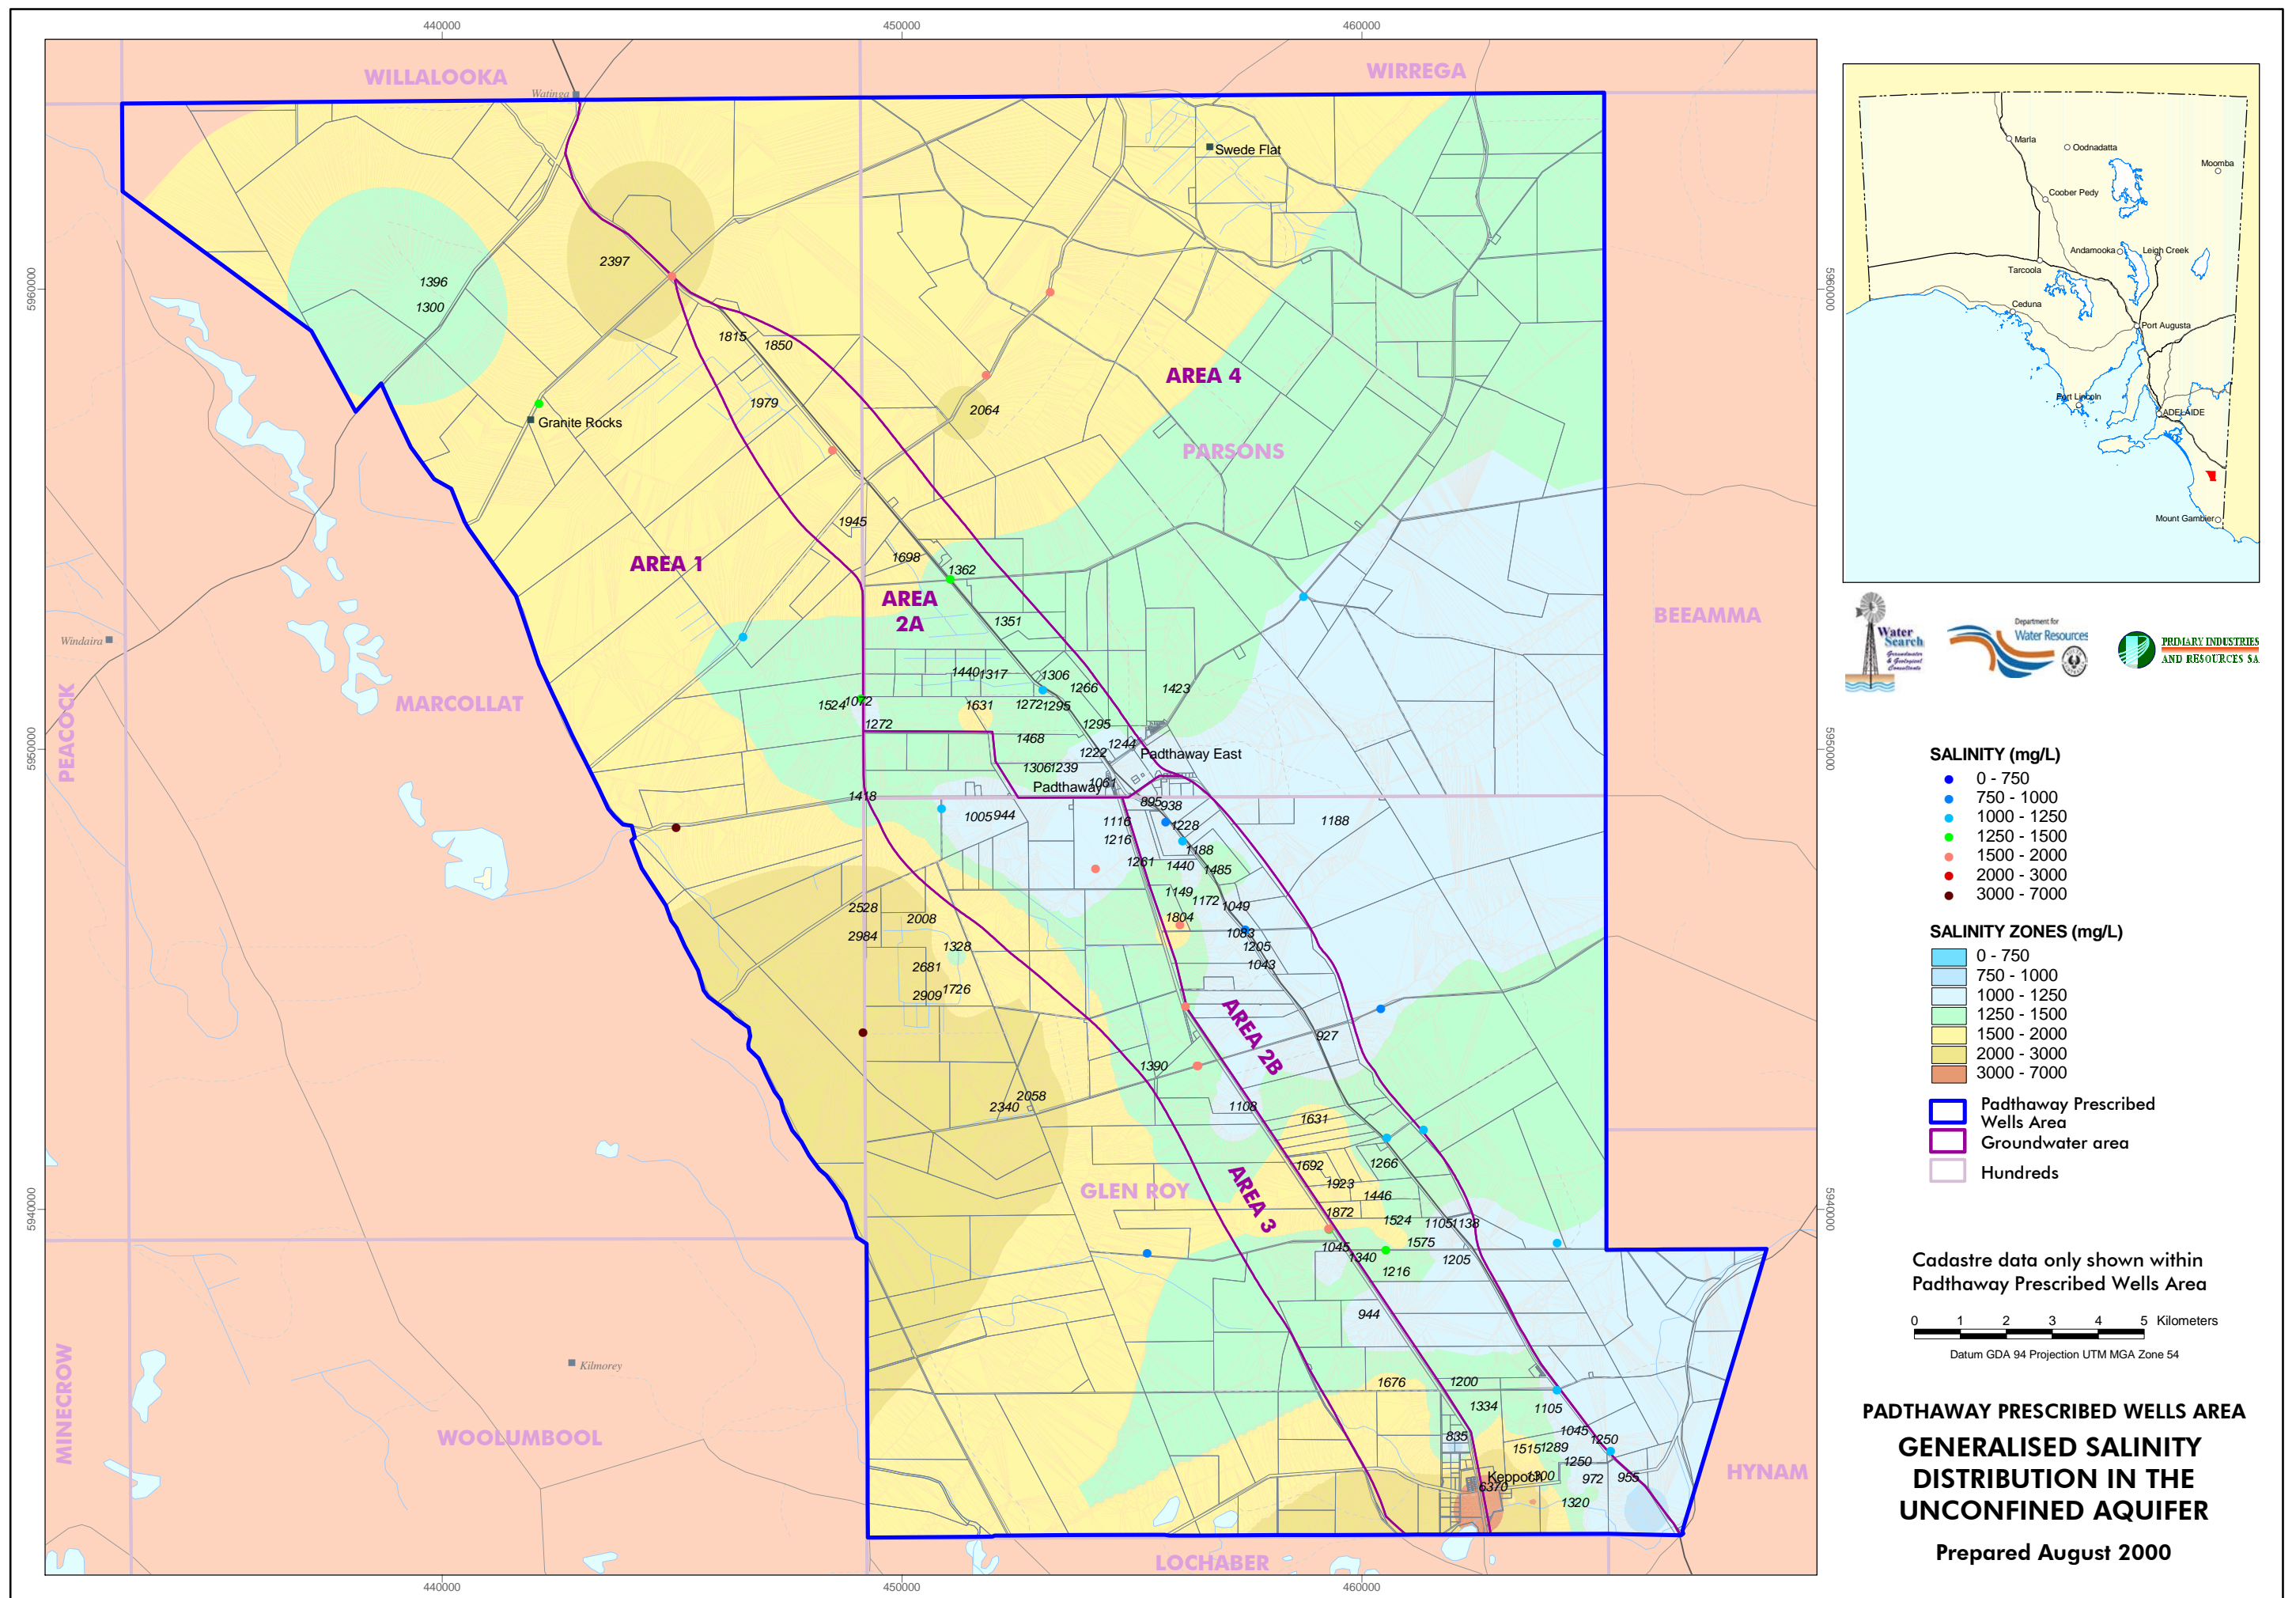 440000
450000
460000
WILLALOOKA
WIRREGA
Watinga
Swede Flat
2397
1396
1300
5960000
5960000
1815
1850
AREA 4
1979
2064
Granite Rocks
PARSONS
1945
1698
AREA 1
1362
AREA
2A
1351
BEEAMMA
Windaira
1440
1317
1306
1266
1423
MARCOLLAT
1524
1072
1631
1272
1295
1272
1295
PEACOCK
1468
1244
1222
Padthaway East
5950000
5950000
1306
1239
1061
Padthaway
1418
895
938
1005
944
1116
1228
1188
1216
1188
1261
1440
1485
1149
1172
1049
2528
2008
1804
2984
1328
1083
1205
2681
1043
2909
1726
AREA 2B
927
1390
2058
2340
1108
1631
1266
1692
AREA 3
GLEN ROY
1923
1446
1872
1524
1105
1138
5940000
5940000
1045
1575
1340
1205
1216
944
Kilmorey
MINECROW
1676
1200
1334
1105
WOOLUMBOOL
835
1045
1250
1515
1289
1250
Keppoch
1300
972
955
HYNAM
6370
1320
LOCHABER
440000
450000
460000
Marla
Oodnadatta
Moomba
Coober Pedy
Andamooka
Leigh Creek
Tarcoola
Ceduna
Port Augusta
Port Lincoln
ADELAIDE
Mount Gambier
Water
Search
Groundwater
& Geological
Consultants
Department for
Water Resources
PRIMARY INDUSTRIES
AND RESOURCES SA
SALINITY (mg/L)
0 - 750
750 - 1000
1000 - 1250
1250 - 1500
1500 - 2000
2000 - 3000
3000 - 7000
SALINITY ZONES (mg/L)
0 - 750
750 - 1000
1000 - 1250
1250 - 1500
1500 - 2000
2000 - 3000
3000 - 7000
Padthaway Prescribed
Wells Area
Groundwater area
Hundreds
Cadastre data only shown within
Padthaway Prescribed Wells Area
0 1 2 3 4 5 Kilometers
Datum GDA 94 Projection UTM MGA Zone 54
PADTHAWAY PRESCRIBED WELLS AREA
GENERALISED SALINITY
DISTRIBUTION IN THE
UNCONFINED AQUIFER
Prepared August 2000